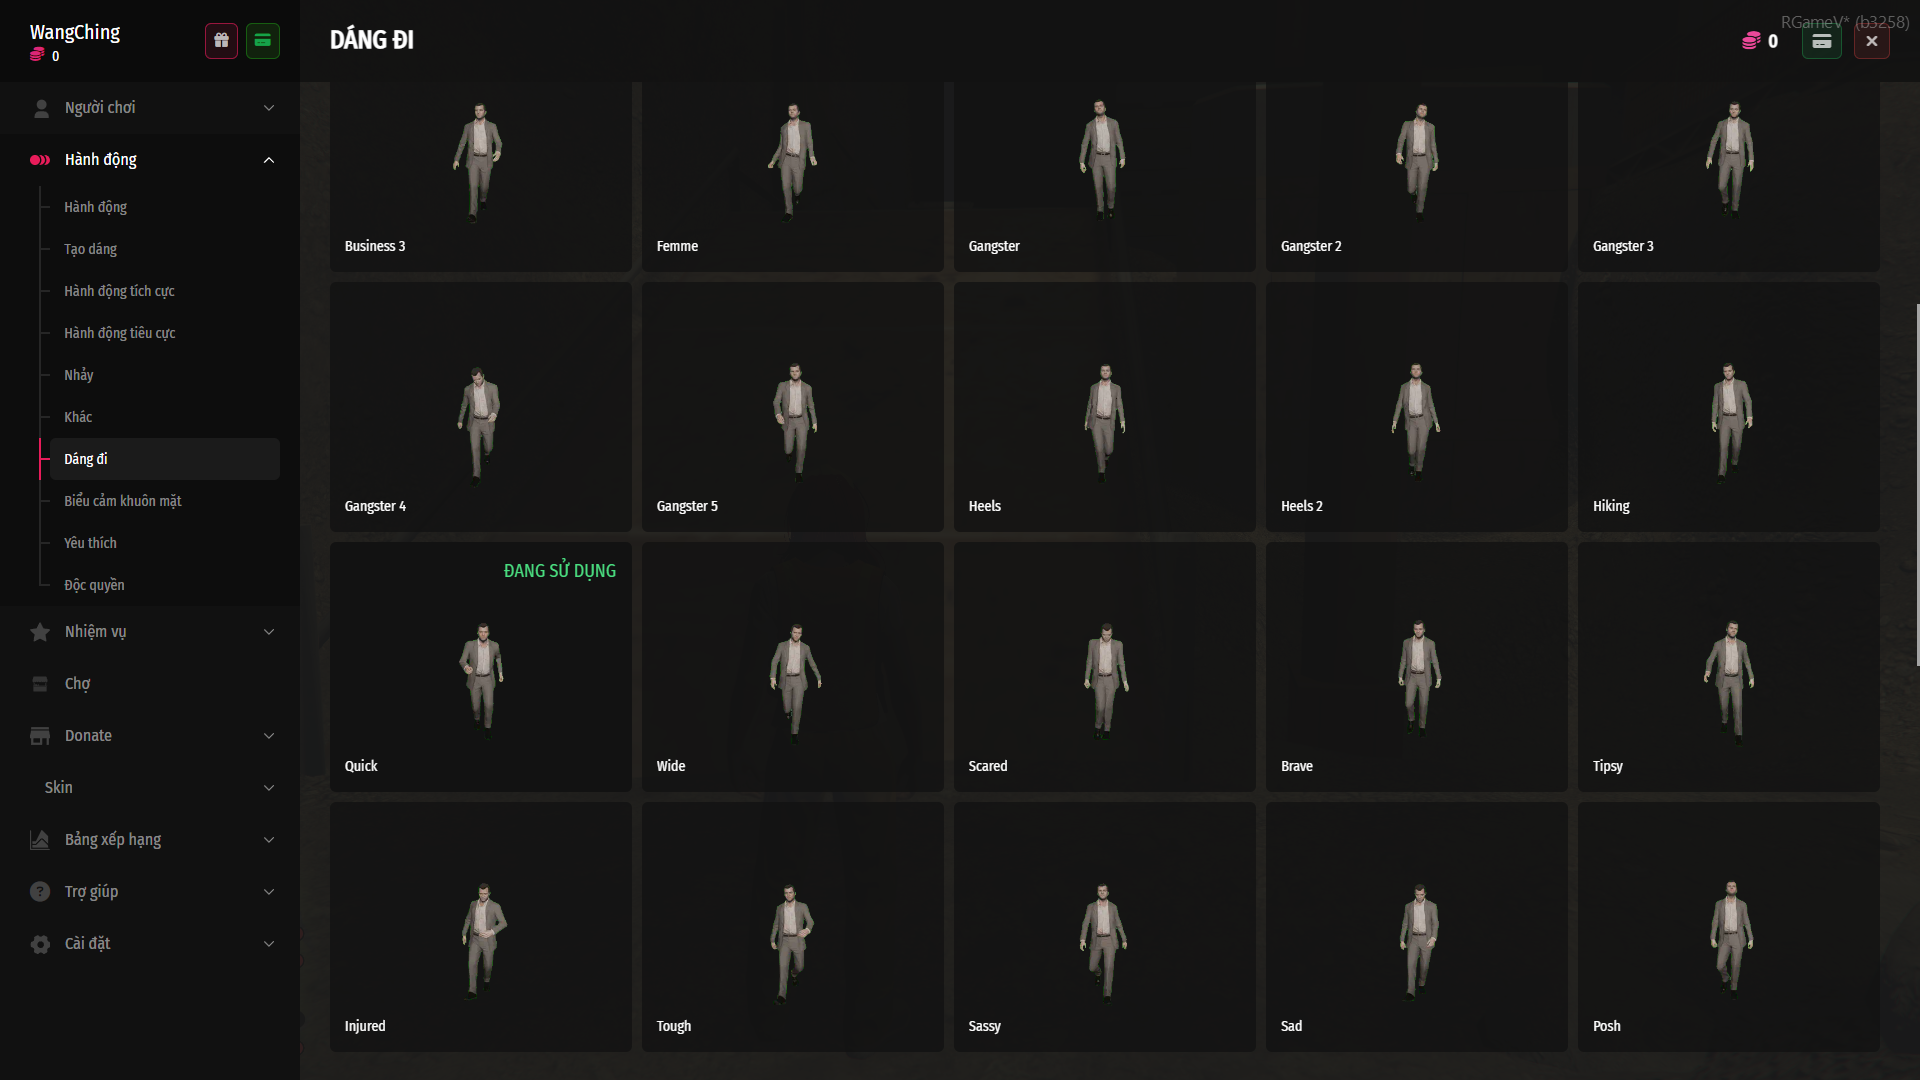 WangChing
0
DÁNG ĐI
RGameV* (b3258)
0
Người chơi
Hành động
Hành động
Tạo dáng
Hành động tích cực
Hành động tiêu cực
Nhảy
Khác
Dáng đi
Biểu cảm khuôn mặt
Yêu thích
Độc quyền
Nhiệm vụ
Chợ
Donate
Skin
Bảng xếp hạng
Trợ giúp
Cài đặt
Business 3
Femme
Gangster
Gangster 2
Gangster 3
Gangster 4
Gangster 5
Heels
Heels 2
Hiking
ĐANG SỬ DỤNG
Quick
Wide
Scared
Brave
Tipsy
Injured
Tough
Sassy
Sad
Posh